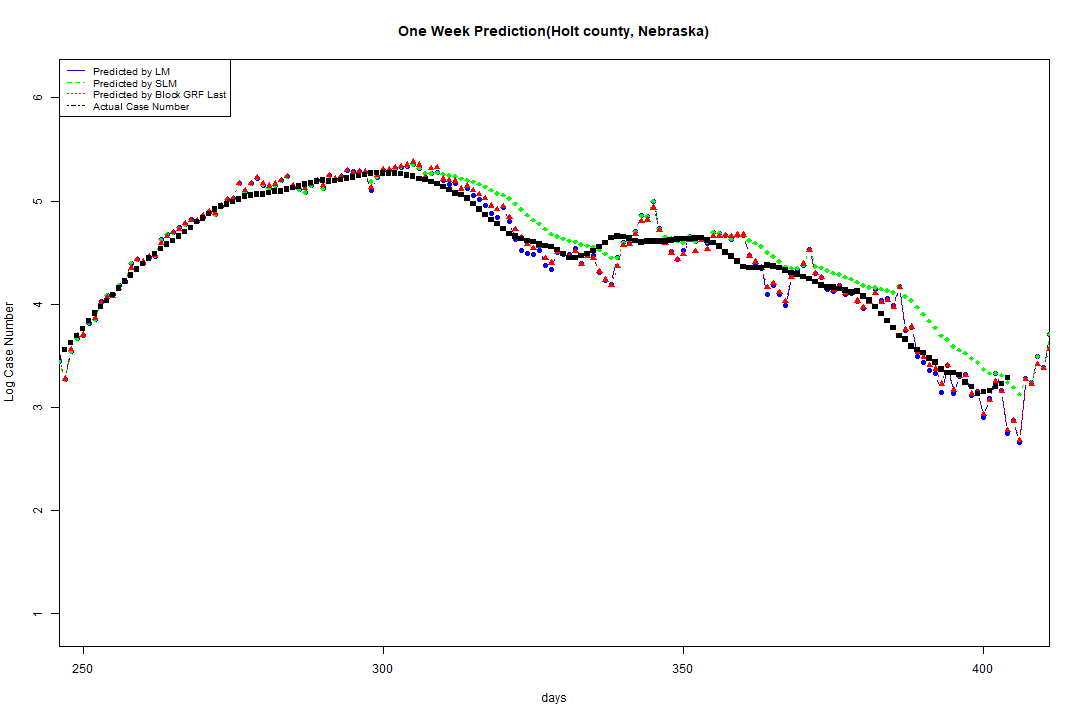 One Week Prediction(Holt county, Nebraska)
Predicted by LM
Predicted by SLM
Predicted by Block GRF Last
Actual Case Number
6
5
4
3
2
1
Log Case Number
250 300 350 400
days